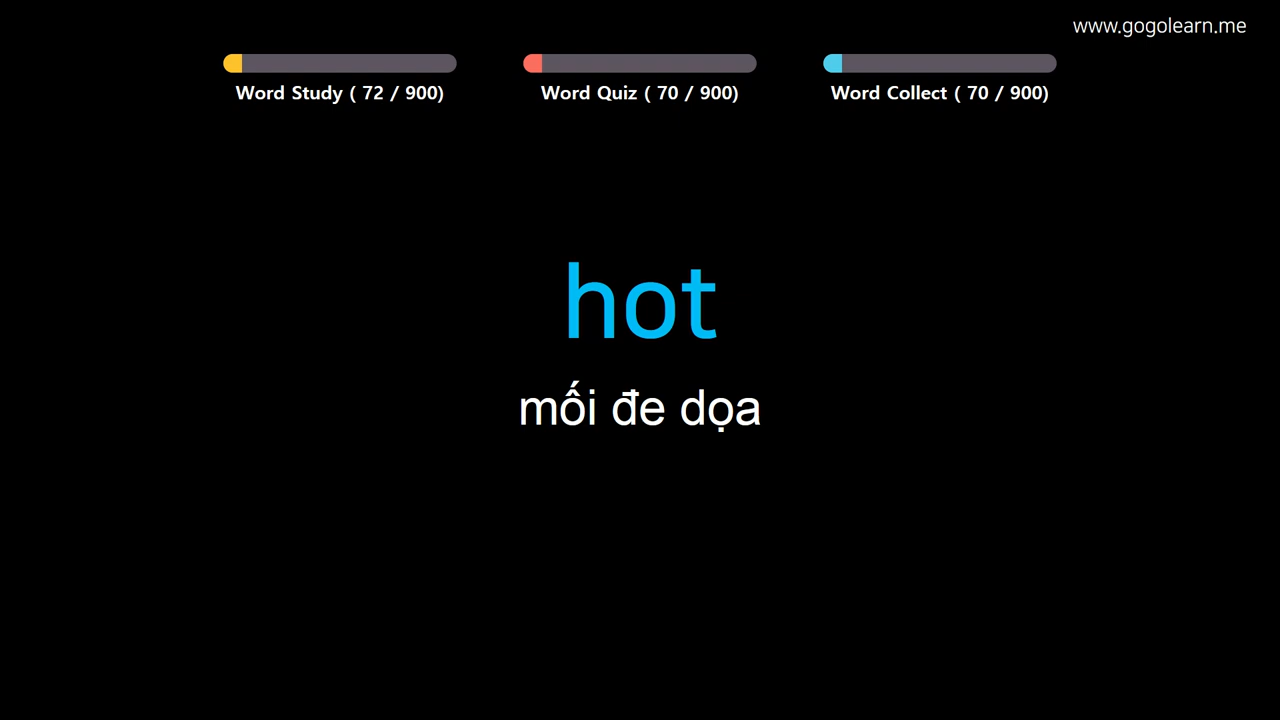 www.gogolearn.me
Word Study ( 72 / 900)
Word Quiz ( 70 / 900)
Word Collect ( 70 / 900)
hot
mối đe dọa